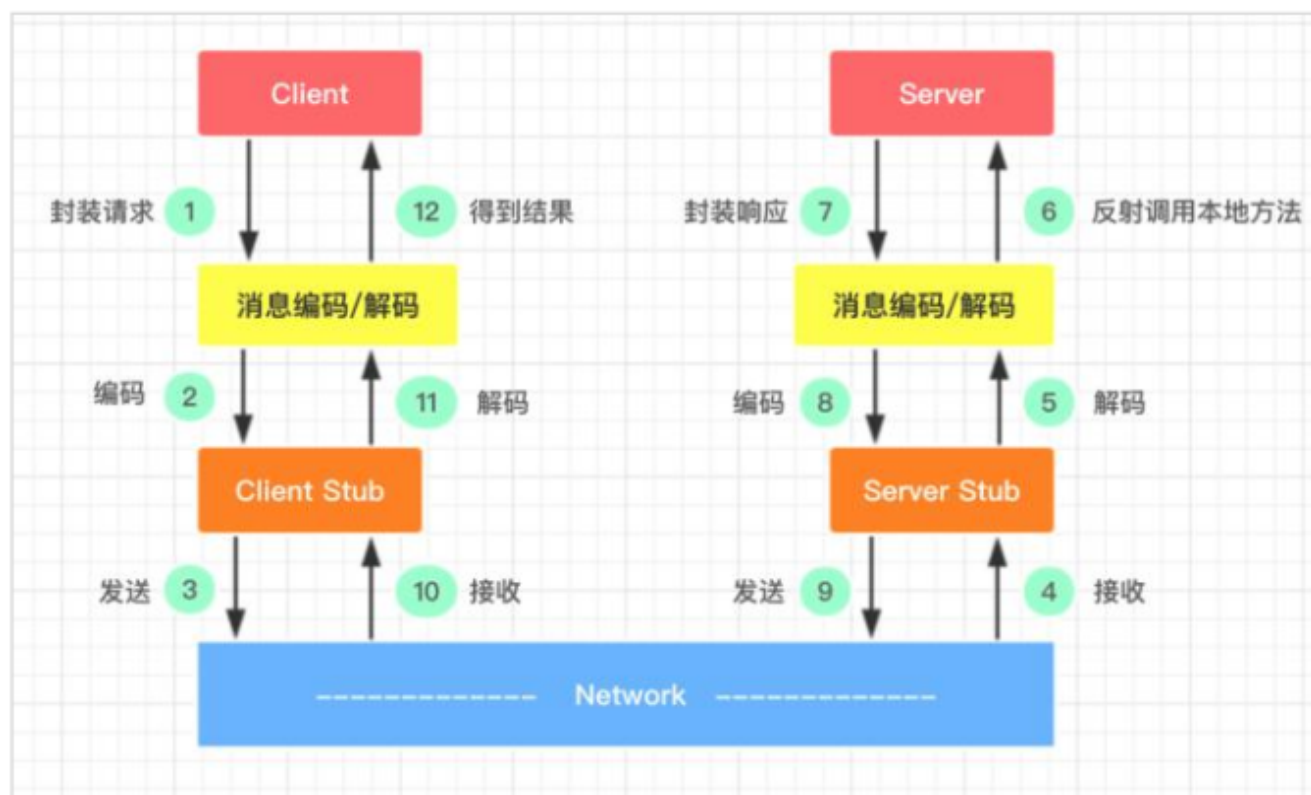 Client
Server
封装请求 1
12 得到结果
封装响应 7
6 反射调用本地方法
消息编码/解码
消息编码/解码
编码 2
11 解码
编码 8
5 解码
Client Stub
Server Stub
发送 3
10 接收
发送 9
4 接收
------------- Network -------------